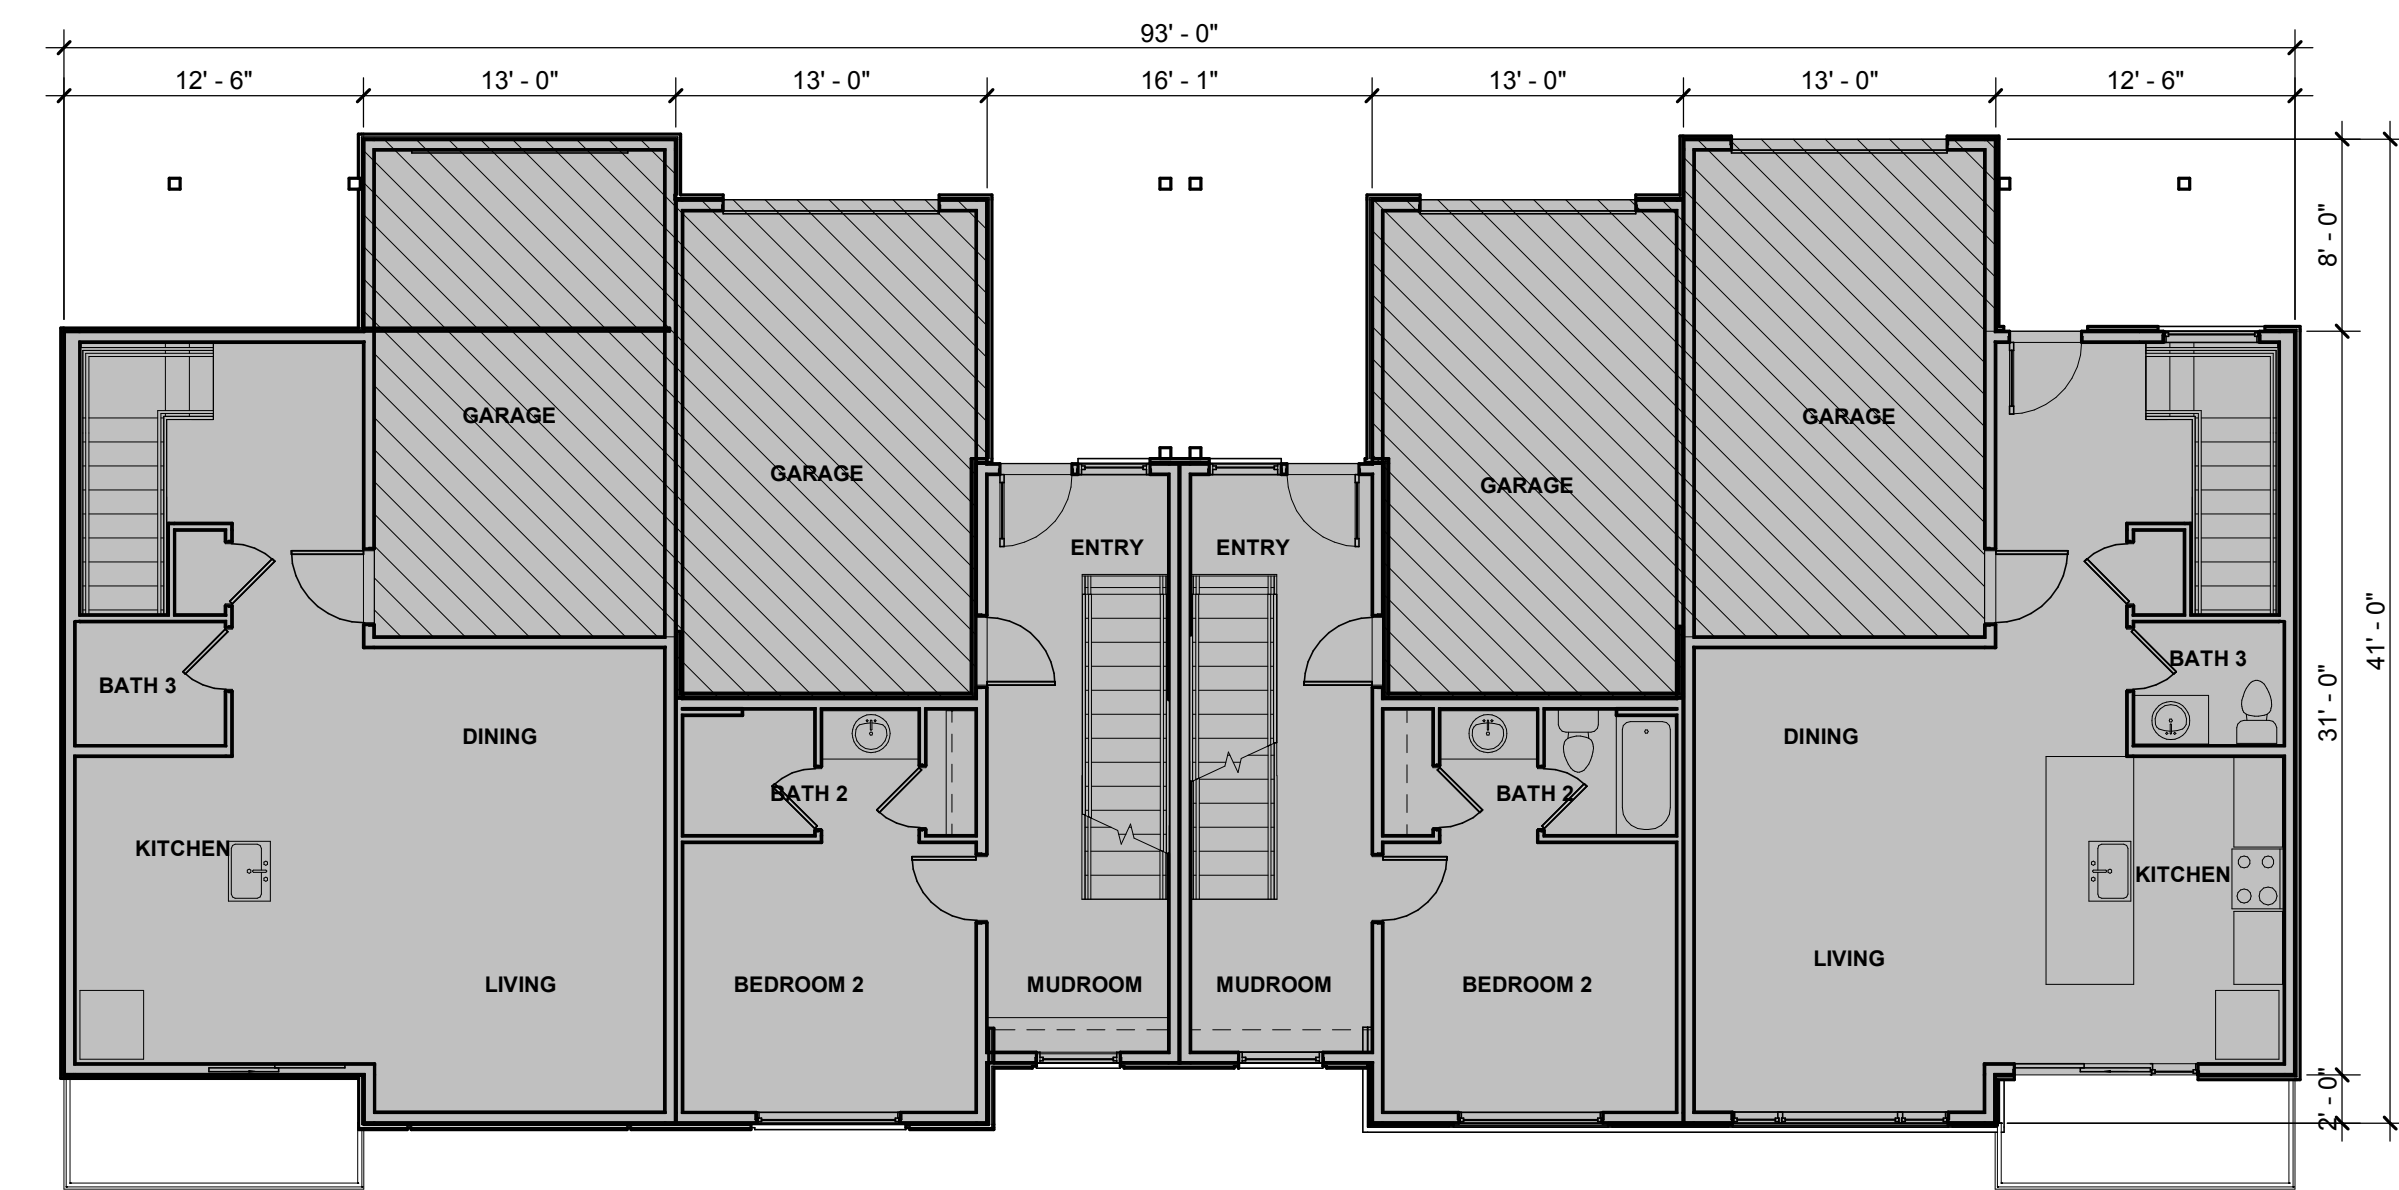 93' - 0"
12' - 6"
13' - 0"
13' - 0"
16' - 1"
13' - 0"
13' - 0"
12' - 6"
8' - 0"
GARAGE
GARAGE
GARAGE
GARAGE
ENTRY
ENTRY
41' - 0"
31' - 0"
BATH 3
BATH 3
DINING
DINING
BATH 2
BATH 2
KITCHEN
KITCHEN
LIVING
LIVING
BEDROOM 2
MUDROOM
MUDROOM
BEDROOM 2
2' - 0"